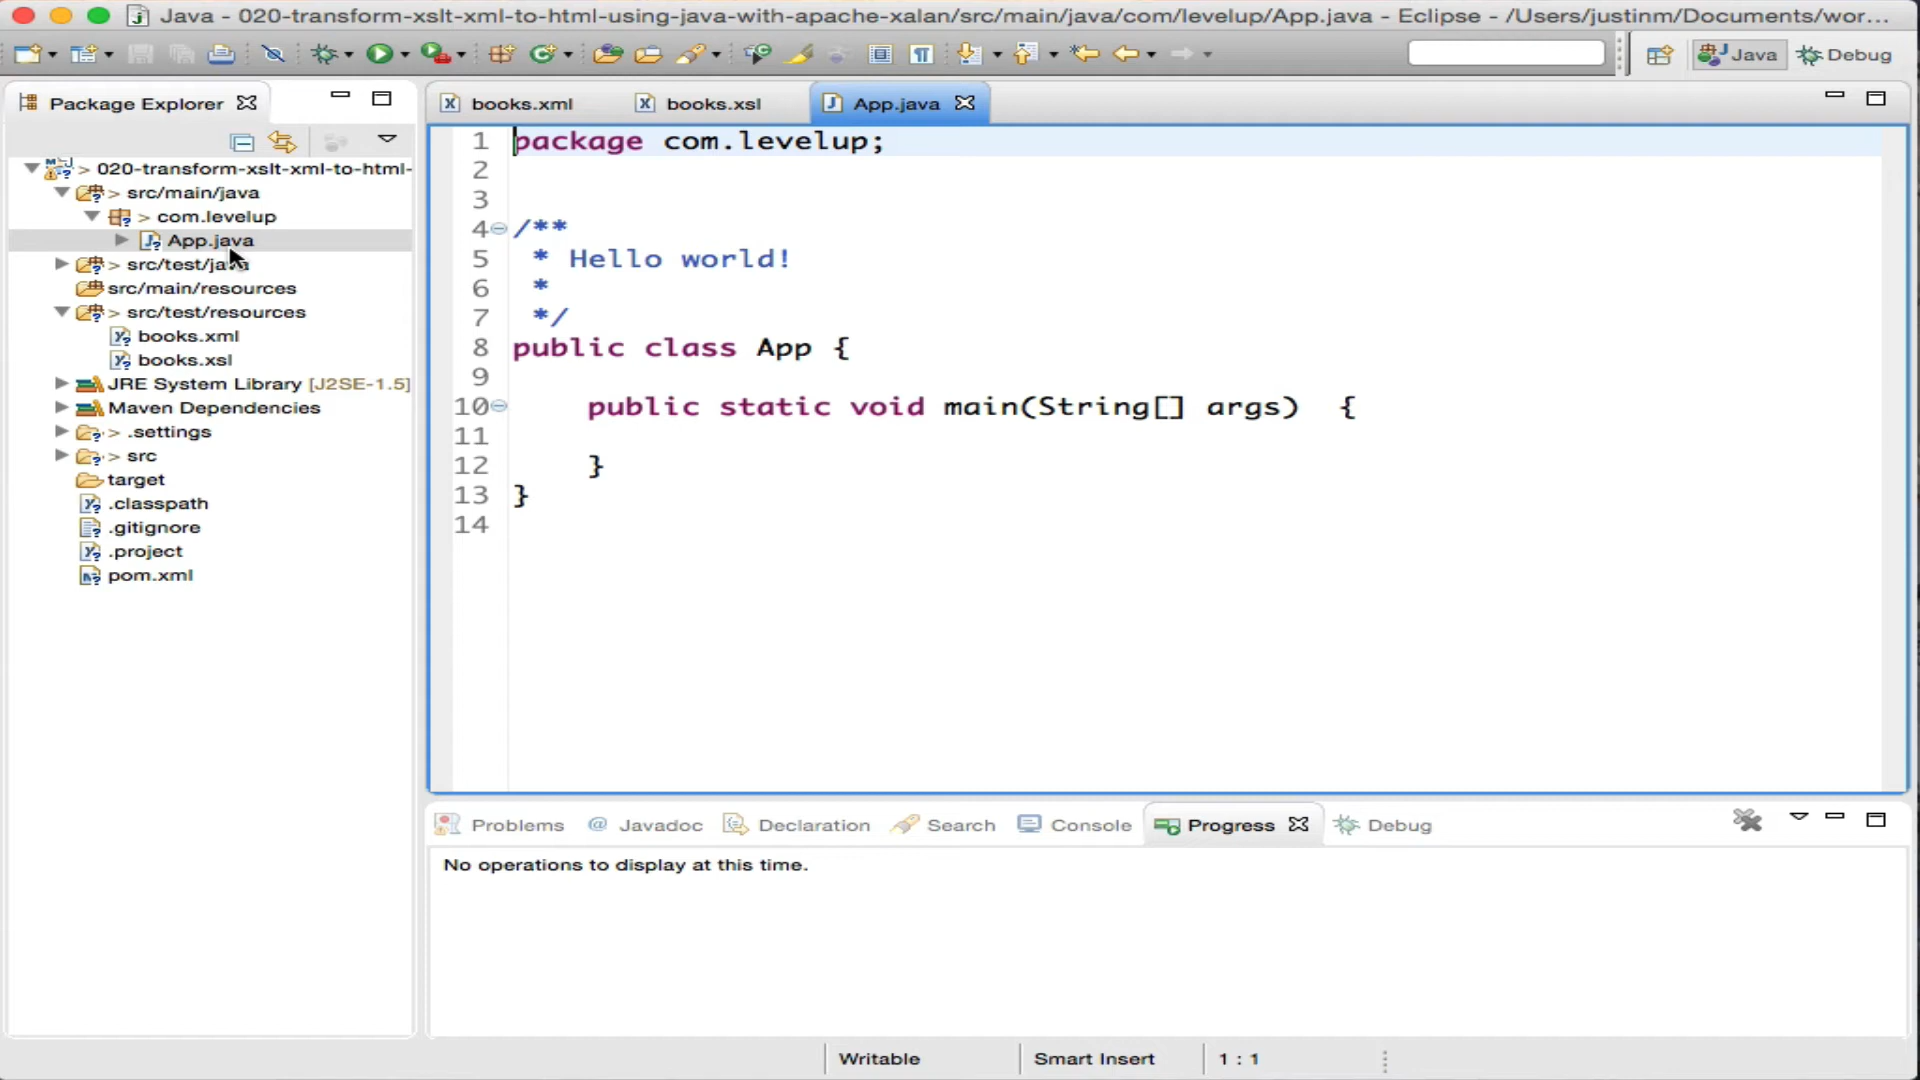 Java - 020-transform-xslt-xml-to-html-using-java-with-apache-xalan/src/main/java/com/levelup/App.java - Eclipse - /Users/justinm/Documents/wor...
Java
Debug
Package Explorer
> 020-transform-xslt-xml-to-html-
> src/main/java
> com.levelup
App.java
> src/test/java
src/main/resources
> src/test/resources
books.xml
books.xsl
JRE System Library [J2SE-1.5]
Maven Dependencies
> .settings
> src
target
.classpath
.gitignore
.project
pom.xml
books.xml
books.xsl
App.java
1 package com.levelup;
2
3
4 /**
5 * Hello world!
6 *
7 */
8 public class App {
9
10 public static void main(String[] args) {
11
12 }
13 }
14
Problems
@ Javadoc
Declaration
Search
Console
Progress
Debug
No operations to display at this time.
Writable
Smart Insert
1 : 1